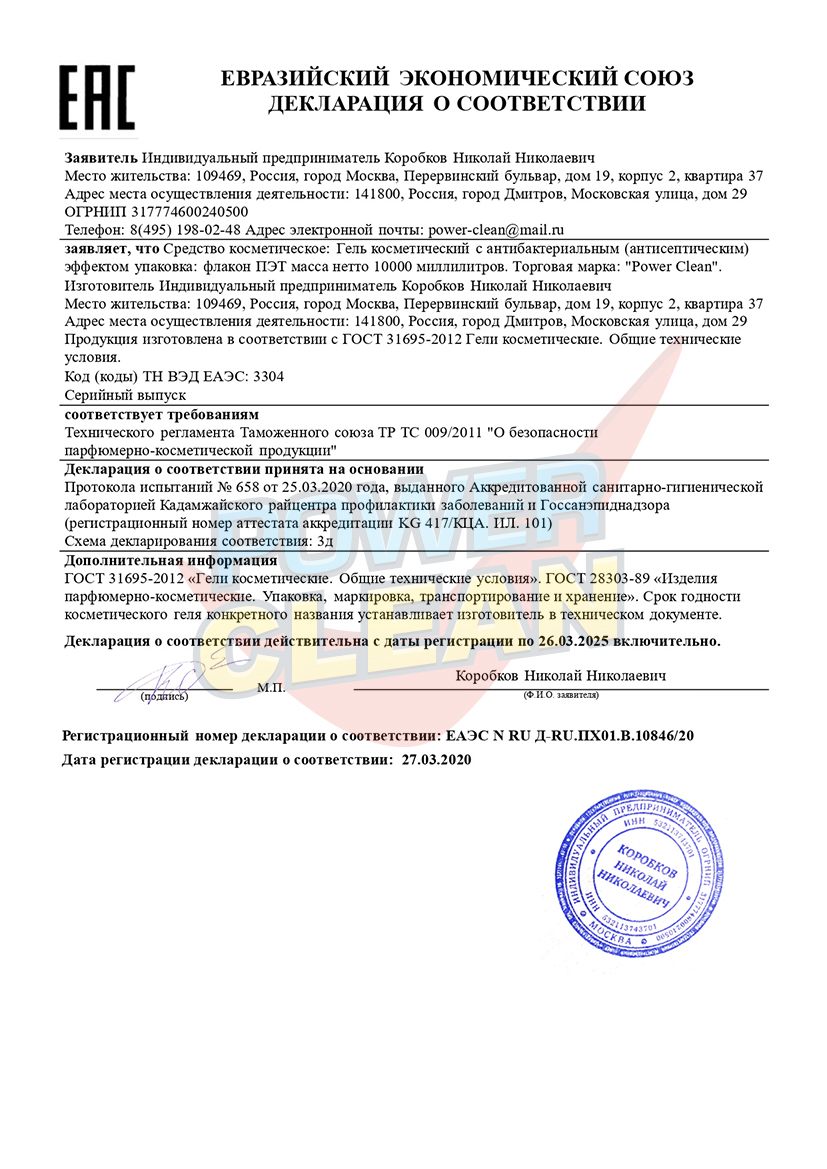 EAC
ЕВРАЗИЙСКИЙ ЭКОНОМИЧЕСКИЙ СОЮЗ
ДЕКЛАРАЦИЯ О СООТВЕТСТВИИ
Заявитель Индивидуальный предприниматель Коробков Николай Николаевич
Место жительства: 109469, Россия, город Москва, Перервинский бульвар, дом 19, корпус 2, квартира 37
Адрес места осуществления деятельности: 141800, Россия, город Дмитров, Московская улица, дом 29
ОГРНИП 317774600240500
Телефон: 8(495) 198-02-48 Адрес электронной почты: power-clean@mail.ru
заявляет, что Средство косметическое: Гель косметический с антибактериальным (антисептическим)
эффектом упаковка: флакон ПЭТ масса нетто 10000 миллилитров. Торговая марка: "Power Clean".
Изготовитель Индивидуальный предприниматель Коробков Николай Николаевич
Место жительства: 109469, Россия, город Москва, Перервинский бульвар, дом 19, корпус 2, квартира 37
Адрес места осуществления деятельности: 141800, Россия, город Дмитров, Московская улица, дом 29
Продукция изготовлена в соответствии с ГОСТ 31695-2012 Гели косметические. Общие технические
условия.
Код (коды) ТН ВЭД ЕАЭС: 3304
Серийный выпуск
соответствует требованиям
Технического регламента Таможенного союза ТР ТС 009/2011 "О безопасности
парфюмерно-косметической продукции"
Декларация о соответствии принята на основании
Протокола испытаний № 658 от 25.03.2020 года, выданного Аккредитованной санитарно-гигиенической
лабораторией Кадамжайского райцентра профилактики заболеваний и Госсанэпиднадзора
(регистрационный номер аттестата аккредитации KG 417/КЦА. ИЛ. 101)
Схема декларирования соответствия: 3д
Дополнительная информация
ГОСТ 31695-2012 «Гели косметические. Общие технические условия». ГОСТ 28303-89 «Изделия
парфюмерно-косметические. Упаковка, маркировка, транспортирование и хранение». Срок годности
косметического геля конкретного названия устанавливает изготовитель в техническом документе.
Декларация о соответствии действительна с даты регистрации по 26.03.2025 включительно.
Коробков Николай Николаевич
(подпись) М.П. (Ф.И.О. заявителя)
Регистрационный номер декларации о соответствии: ЕАЭС N RU Д-RU.ПХ01.В.10846/20
Дата регистрации декларации о соответствии: 27.03.2020
POWER
CLEAN
ИНДИВИДУАЛЬНЫЙ ПРЕДПРИНИМАТЕЛЬ ОГРНИП
ИНН 532113743701
КОРОБКОВ
НИКОЛАЙ
НИКОЛАЕВИЧ
ИНН 532113743701
МОСКВА